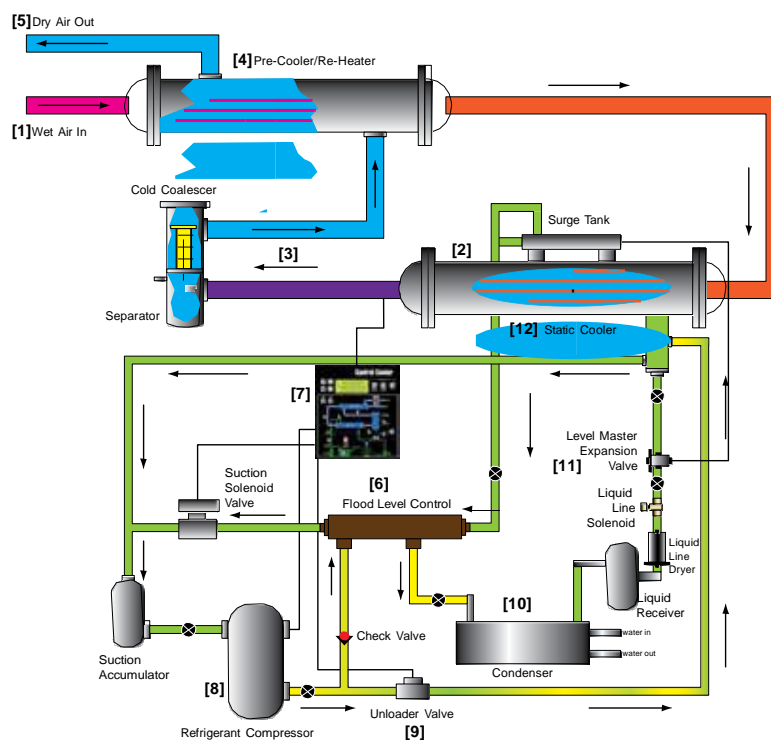 [5] Dry Air Out
[4] Pre-Cooler/Re-Heater
[1] Wet Air In
Cold Coalescer
Surge Tank
[3]
[2]
Separator
[12] Static Cooler
[7]
Control Cooler
Level Master
Expansion
Valve
[11]
Suction
Solenoid
Valve
[6]
Flood Level Control
Liquid
Line
Solenoid
Liquid
Line
Dryer
[10]
Liquid
Receiver
Check Valve
water in
water out
Condenser
Suction
Accumulator
[8]
Refrigerant Compressor
Unloader Valve
[9]